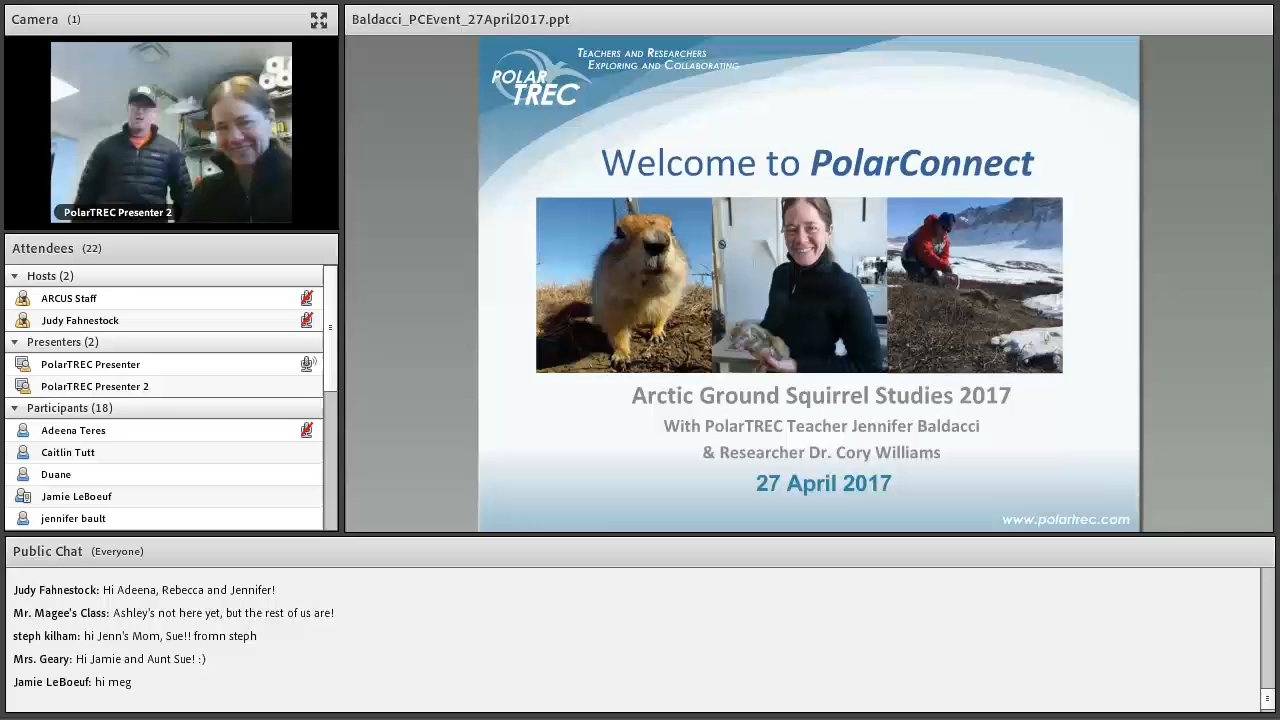 Camera (1)
PolarTREC Presenter 2
Attendees (22)
Hosts (2)
ARCUS Staff
Judy Fahnestock
Presenters (2)
PolarTREC Presenter
PolarTREC Presenter 2
Participants (18)
Adeena Teres
Caitlin Tutt
Duane
Jamie LeBoeuf
jennifer bault
Baldacci_PCEvent_27April2017.ppt
TEACHERS AND RESEARCHERS
EXPLORING AND COLLABORATING
POLAR
TREC
Welcome to PolarConnect
Arctic Ground Squirrel Studies 2017
With PolarTREC Teacher Jennifer Baldacci
& Researcher Dr. Cory Williams
27 April 2017
www.polartrec.com
Public Chat (Everyone)
Judy Fahnestock: Hi Adeena, Rebecca and Jennifer!
Mr. Magee's Class: Ashley's not here yet, but the rest of us are!
steph kilham: hi Jenn's Mom, Sue!! fromn steph
Mrs. Geary: Hi Jamie and Aunt Sue! :)
Jamie LeBoeuf: hi meg